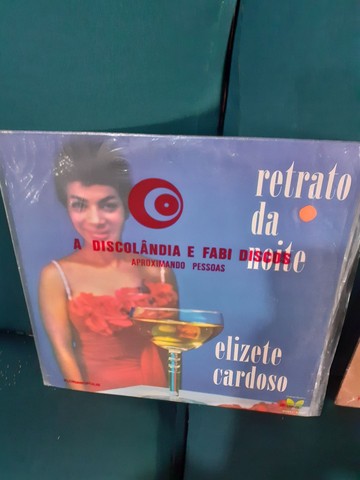 retrato
da
noite
A DISCOLÂNDIA E FABI DISCOS
APROXIMANDO PESSOAS
elizete
cardoso